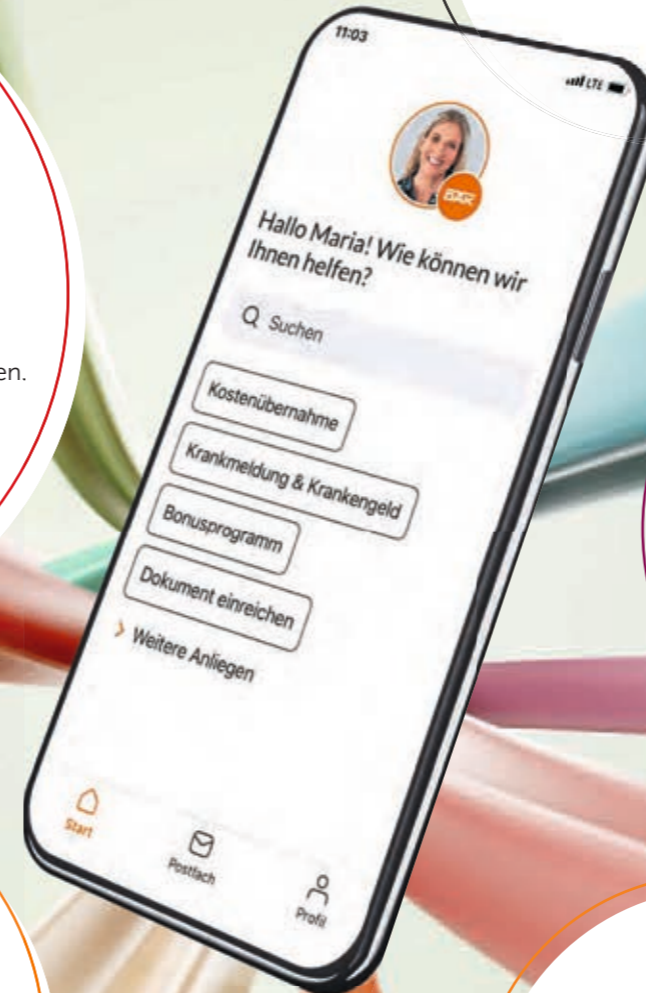 11:03
LTE
Hallo Maria! Wie können wir
Ihnen helfen?
Suchen
Kostenübernahme
Krankmeldung & Krankengeld
Bonusprogramm
Dokument einreichen
> Weitere Anliegen
Start
Postfach
Profil
en.